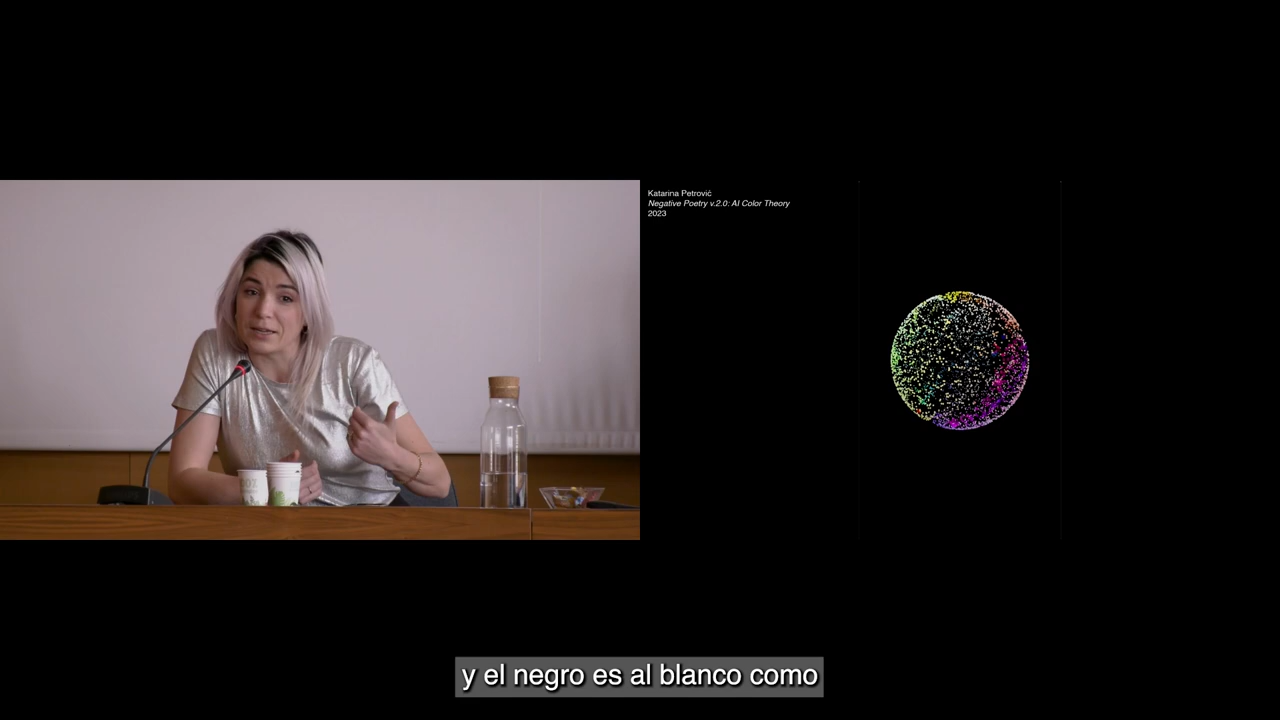 Katarina Petrović
Negative Poetry v.2.0: AI Color Theory
2023
y el negro es al blanco como